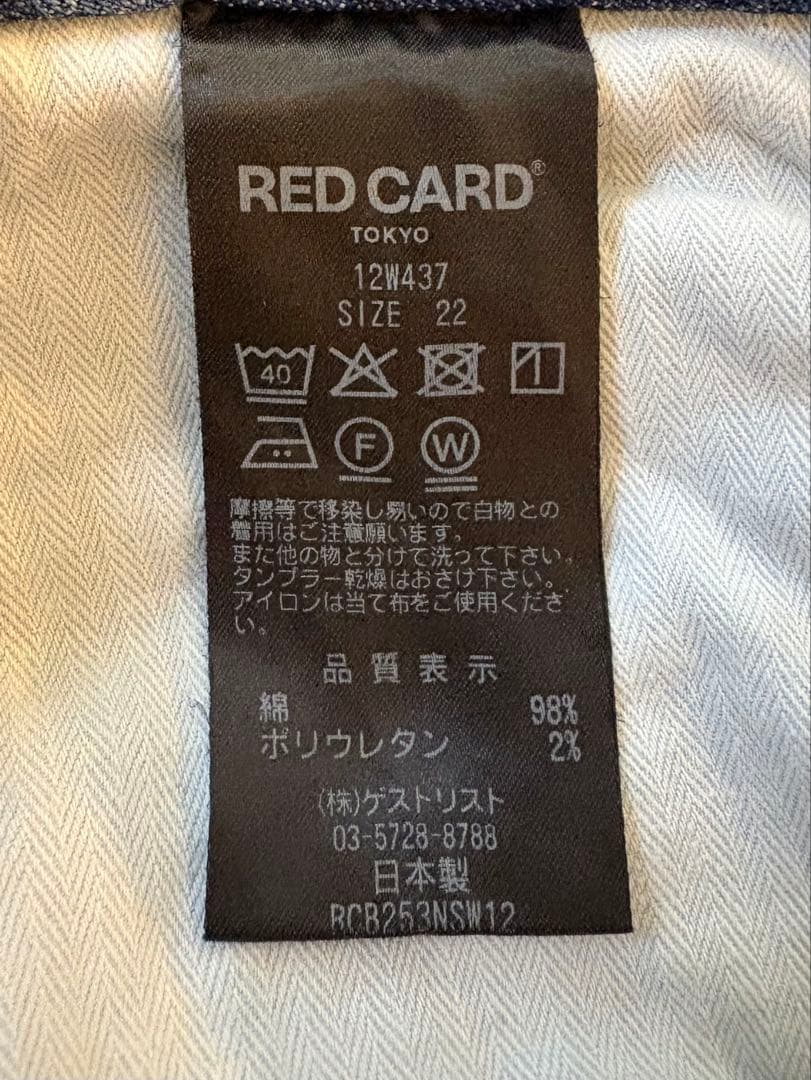 RED CARD®
TOKYO
12W437
SIZE 22
40
F W
摩擦等で移染し易いので白物との
着用はご注意願います。
また他の物と分けて洗って下さい。
タンブラー乾燥はおさけ下さい。
アイロンは当て布をご使用くださ
い。
品質表示
綿 98%
ポリウレタン 2%
(株)ゲストリスト
03-5728-8788
日本製
RCB253NSW12